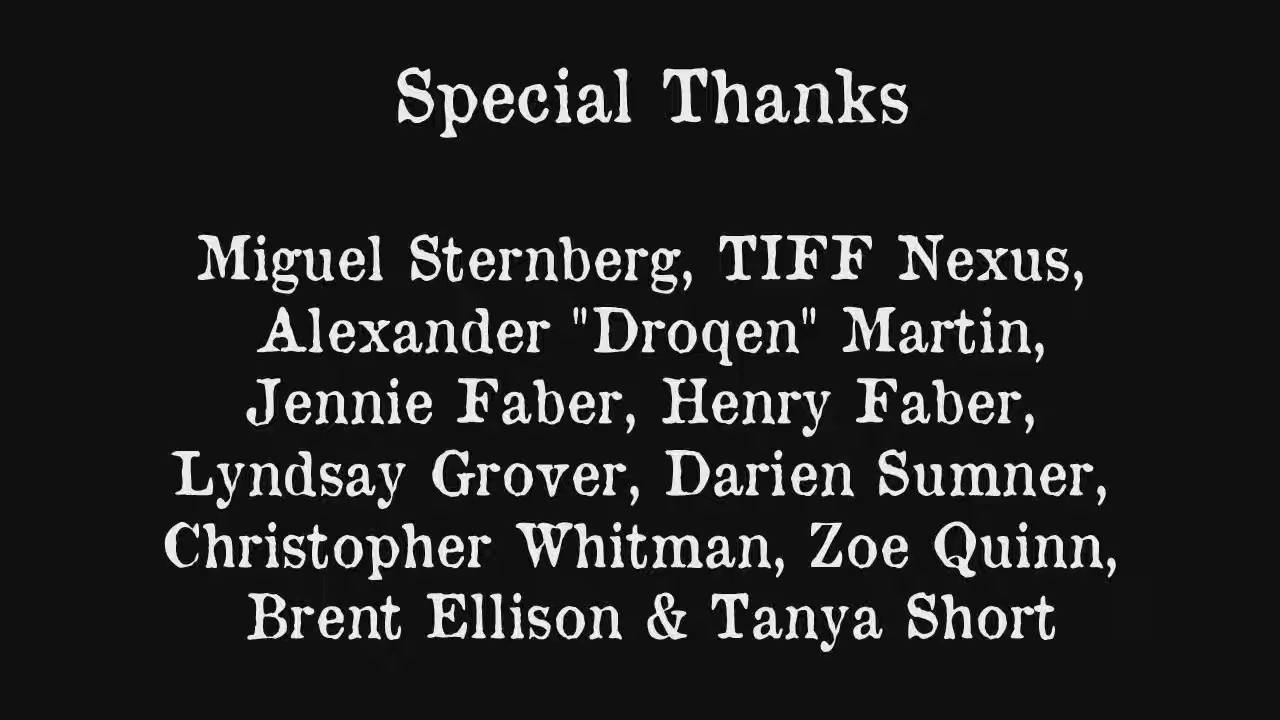 Special Thanks
Miguel Sternberg, TIFF Nexus,
Alexander "Droqen" Martin,
Jennie Faber, Henry Faber,
Lyndsay Grover, Darien Sumner,
Christopher Whitman, Zoe Quinn,
Brent Ellison & Tanya Short